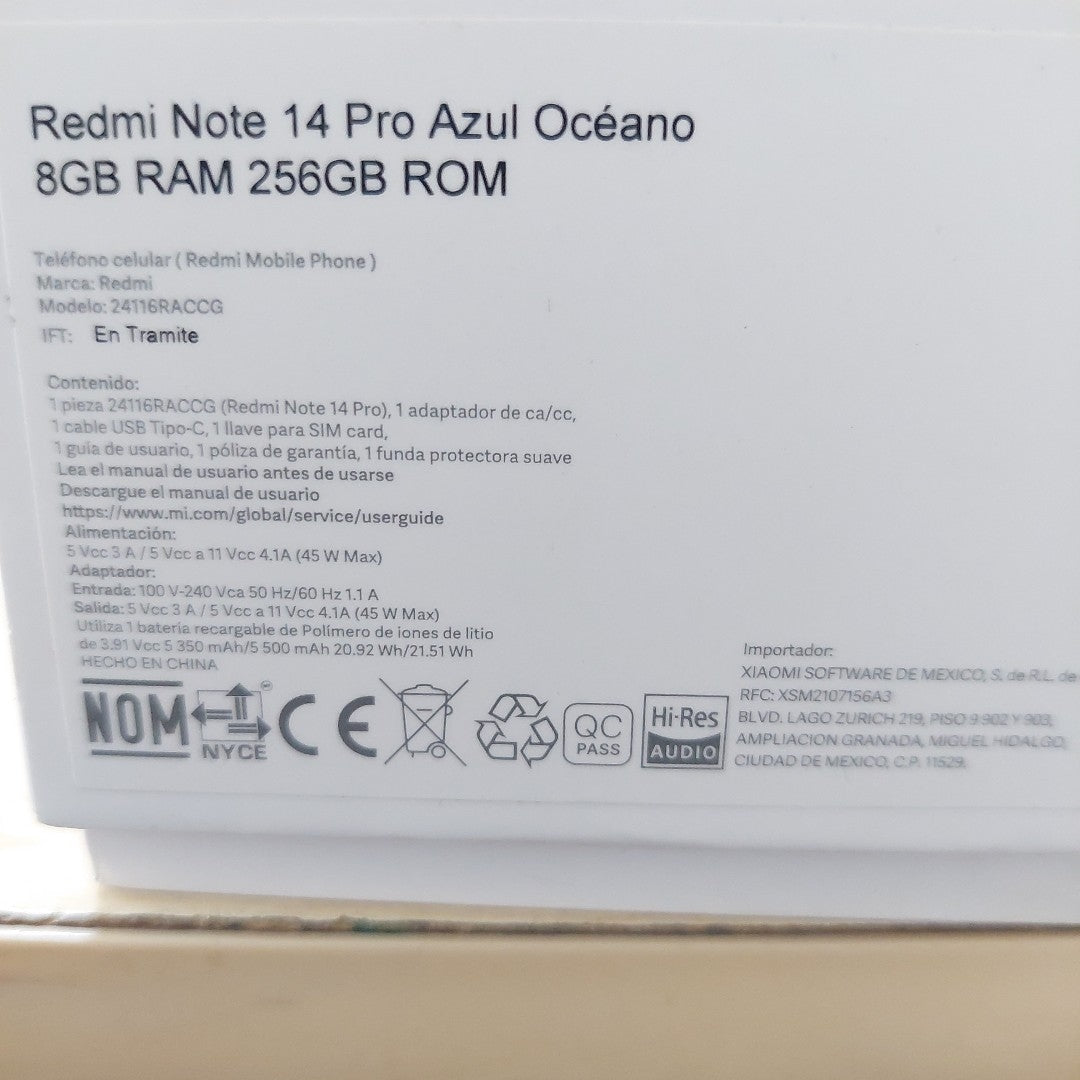 Redmi Note 14 Pro Azul Océano
8GB RAM 256GB ROM
Teléfono celular ( Redmi Mobile Phone )
Marca: Redmi
Modelo: 24116RACCG
IFT: En Tramite
Contenido:
1 pieza 24116RACCG (Redmi Note 14 Pro), 1 adaptador de ca/cc,
1 cable USB Tipo-C, 1 llave para SIM card,
1 guía de usuario, 1 póliza de garantía, 1 funda protectora suave
Lea el manual de usuario antes de usarse
Descargue el manual de usuario
https://www.mi.com/global/service/userguide
Alimentación:
5 Vcc 3 A / 5 Vcc a 11 Vcc 4.1A (45 W Max)
Adaptador:
Entrada: 100 V-240 Vca 50 Hz/60 Hz 1.1 A
Salida: 5 Vcc 3 A / 5 Vcc a 11 Vcc 4.1A (45 W Max)
Utiliza 1 batería recargable de Polímero de iones de litio
de 3.91 Vcc 5 350 mAh/5 500 mAh 20.92 Wh/21.51 Wh
HECHO EN CHINA
NOM
NYCE
CE
QC
PASS
Hi-Res
AUDIO
Importador:
XIAOMI SOFTWARE DE MEXICO, S. de R.L. de
RFC: XSM2107156A3
BLVD. LAGO ZURICH 219, PISO 9 902 Y 903,
AMPLIACION GRANADA, MIGUEL HIDALGO,
CIUDAD DE MEXICO, C.P. 11529.